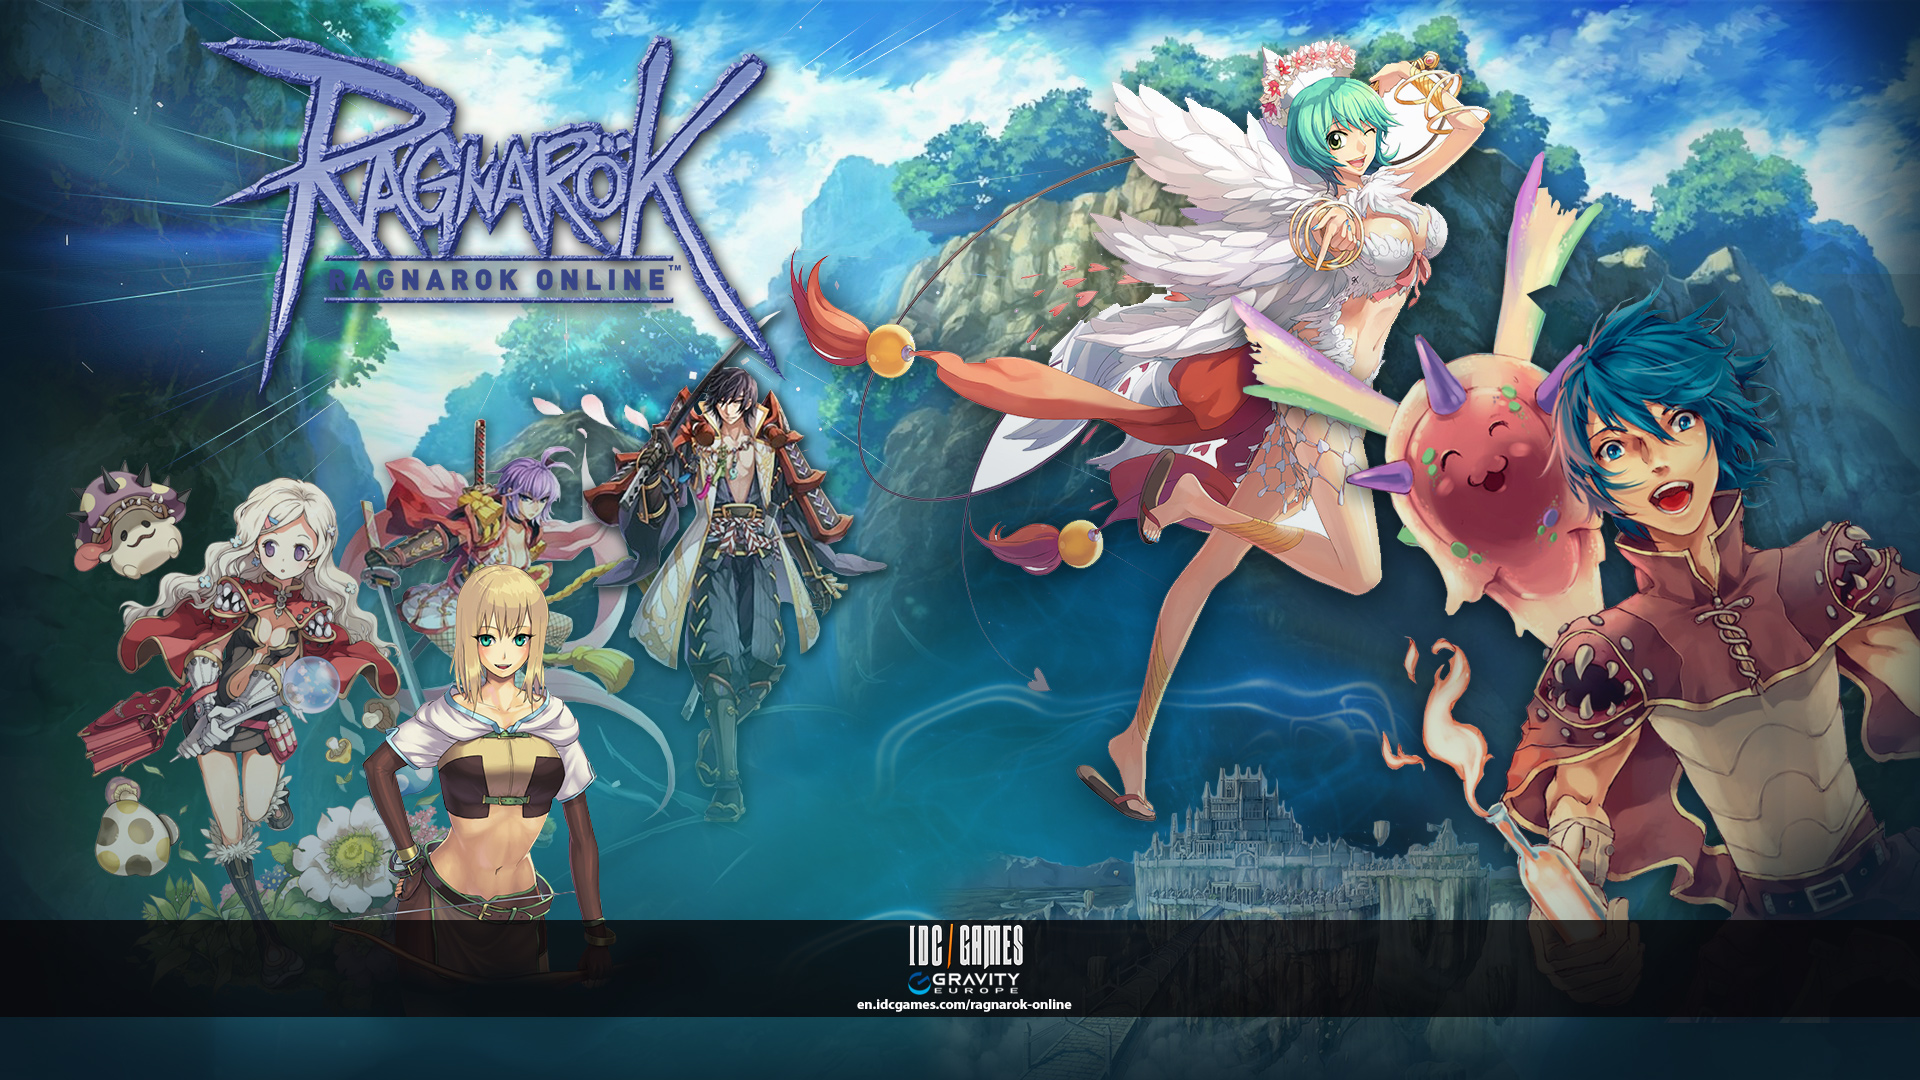 RAGNARÖK
RAGNAROK ONLINE™
IDC/GAMES
GRAVITY
EUROPE
en.idcgames.com/ragnarok-online